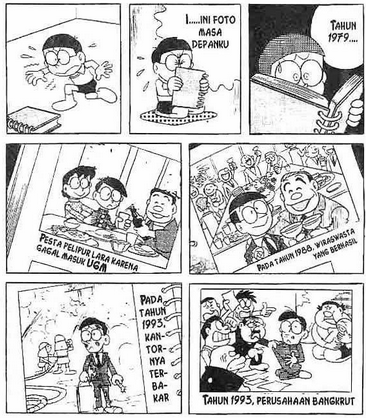 I.....INI FOTO
MASA
DEPANKU
TAHUN
1979....
PESTA PELIPUR LARA KARENA
GAGAL MASUK UGM
PADA TAHUN 1988, WIRASWASTA
YANG BERHASIL
PADA
TAHUN
1993,
KAN-
TOR-
NYA
TER-
BA-
KAR
TAHUN 1993, PERUSAHAAN BANGKRUT